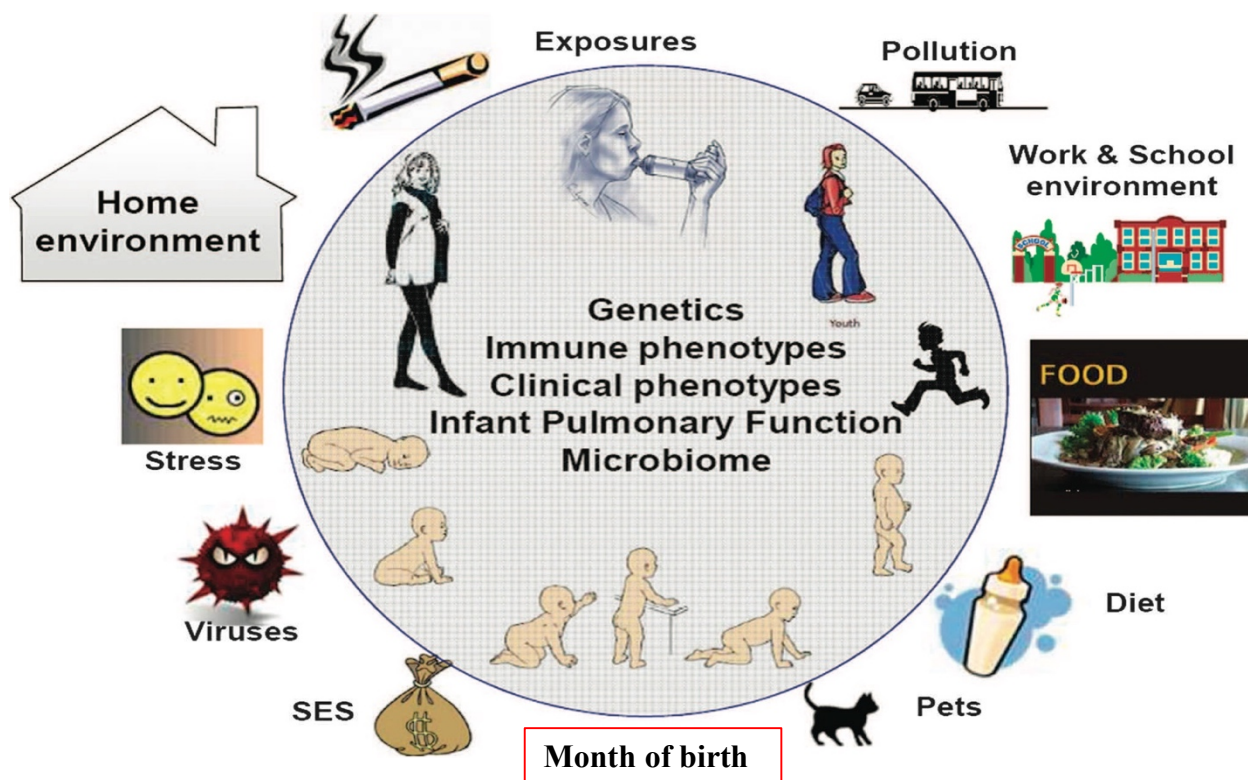 Exposures
Pollution
Home
environment
Work & School
environment
SCHOOL
Genetics
Immune phenotypes
Clinical phenotypes
Infant Pulmonary Function
Microbiome
Youth
FOOD
Stress
Viruses
Diet
SES
$
Pets
Month of birth